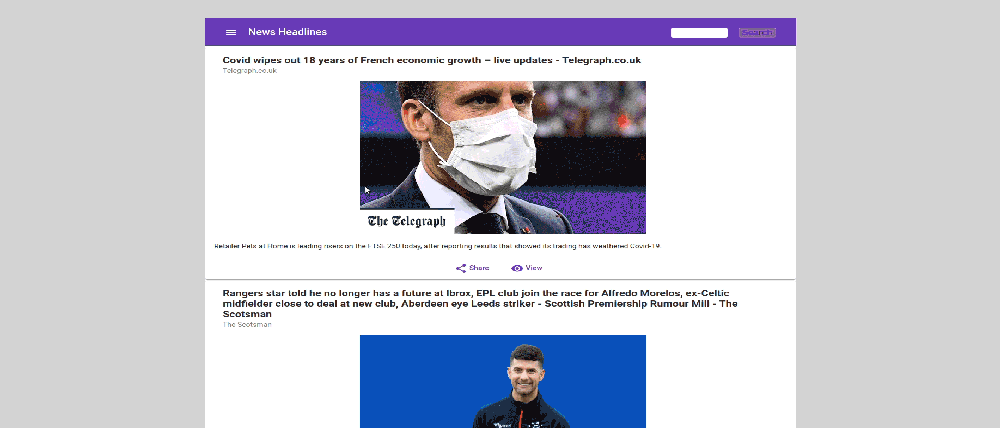 News Headlines
Search
Covid wipes out 18 years of French economic growth – live updates - Telegraph.co.uk
Telegraph.co.uk
The Telegraph
Retailer Pets at Home is leading risers on the FTSE 250 today, after reporting results that showed its trading has weathered Covid-19.
Share
View
Rangers star told he no longer has a future at Ibrox, EPL club join the race for Alfredo Morelos, ex-Celtic
midfielder close to deal at new club, Aberdeen eye Leeds striker - Scottish Premiership Rumour Mill - The
Scotsman
The Scotsman